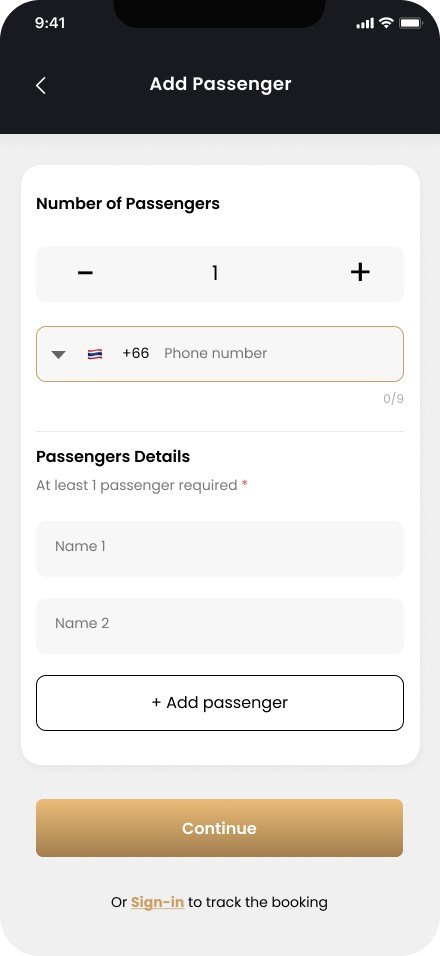 9:41
Add Passenger
Number of Passengers
− 1 +
+66 Phone number
0/9
Passengers Details
At least 1 passenger required *
Name 1
Name 2
+ Add passenger
Continue
Or Sign-in to track the booking